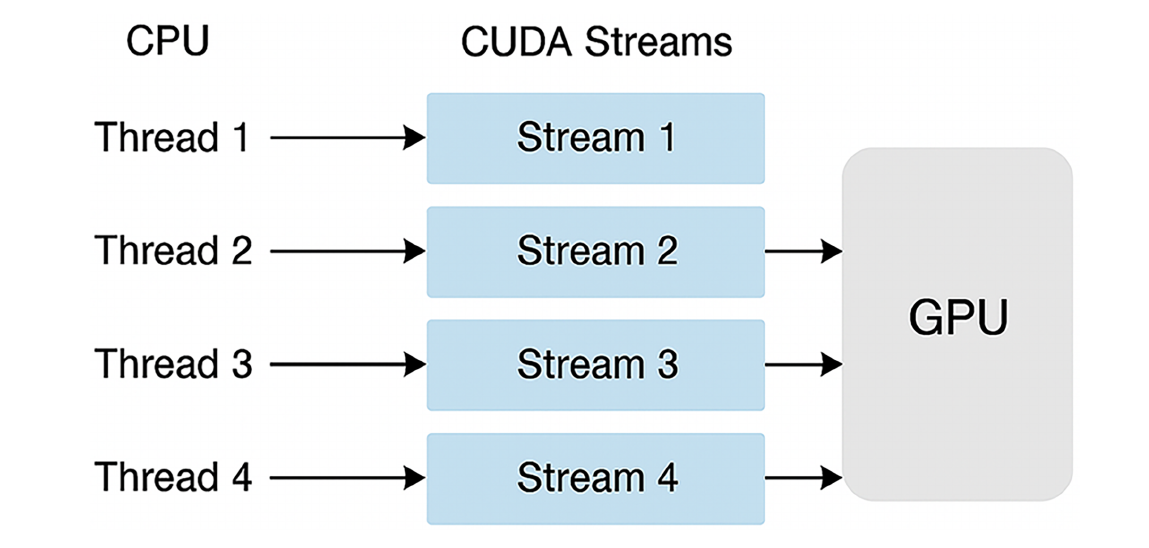 CPU
CUDA Streams
Thread 1
Stream 1
Thread 2
Stream 2
Thread 3
Stream 3
Thread 4
Stream 4
GPU